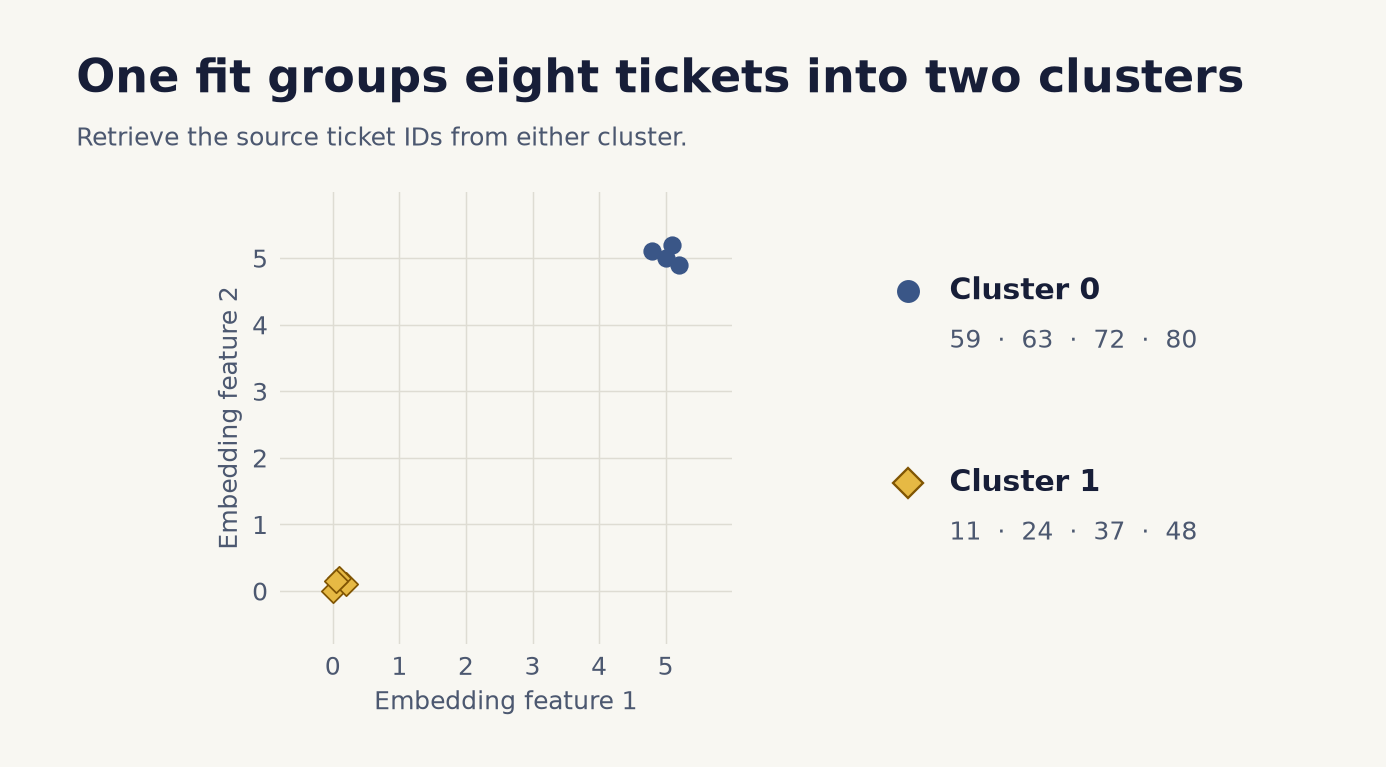 One fit groups eight tickets into two clusters
Retrieve the source ticket IDs from either cluster.
Embedding feature 2
5
4
3
2
1
0
0 1 2 3 4 5
Embedding feature 1
Cluster 0
59 · 63 · 72 · 80
Cluster 1
11 · 24 · 37 · 48